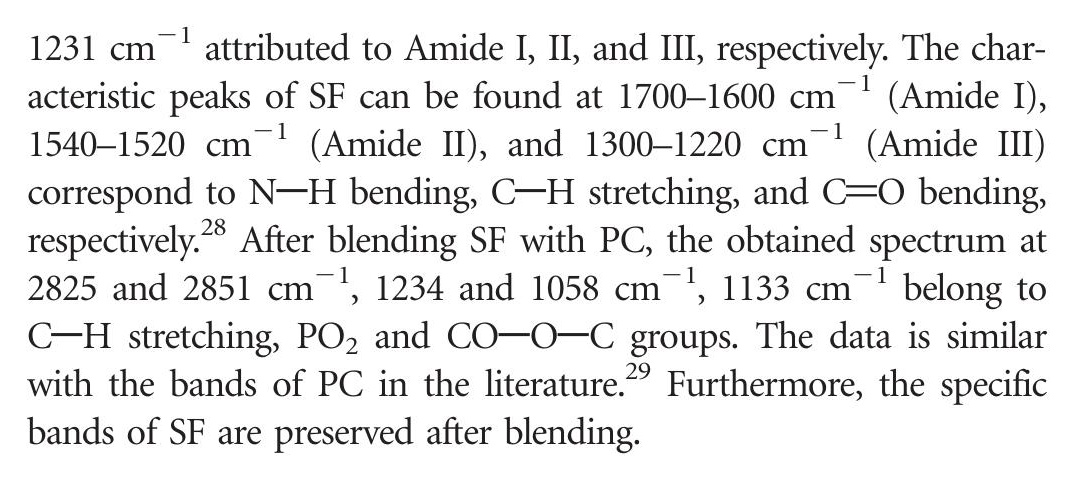 1231 cm⁻¹ attributed to Amide I, II, and III, respectively. The char-
acteristic peaks of SF can be found at 1700–1600 cm⁻¹ (Amide I),
1540–1520 cm⁻¹ (Amide II), and 1300–1220 cm⁻¹ (Amide III)
correspond to N—H bending, C—H stretching, and C=O bending,
respectively.²⁸ After blending SF with PC, the obtained spectrum at
2825 and 2851 cm⁻¹, 1234 and 1058 cm⁻¹, 1133 cm⁻¹ belong to
C—H stretching, PO₂ and CO—O—C groups. The data is similar
with the bands of PC in the literature.²⁹ Furthermore, the specific
bands of SF are preserved after blending.